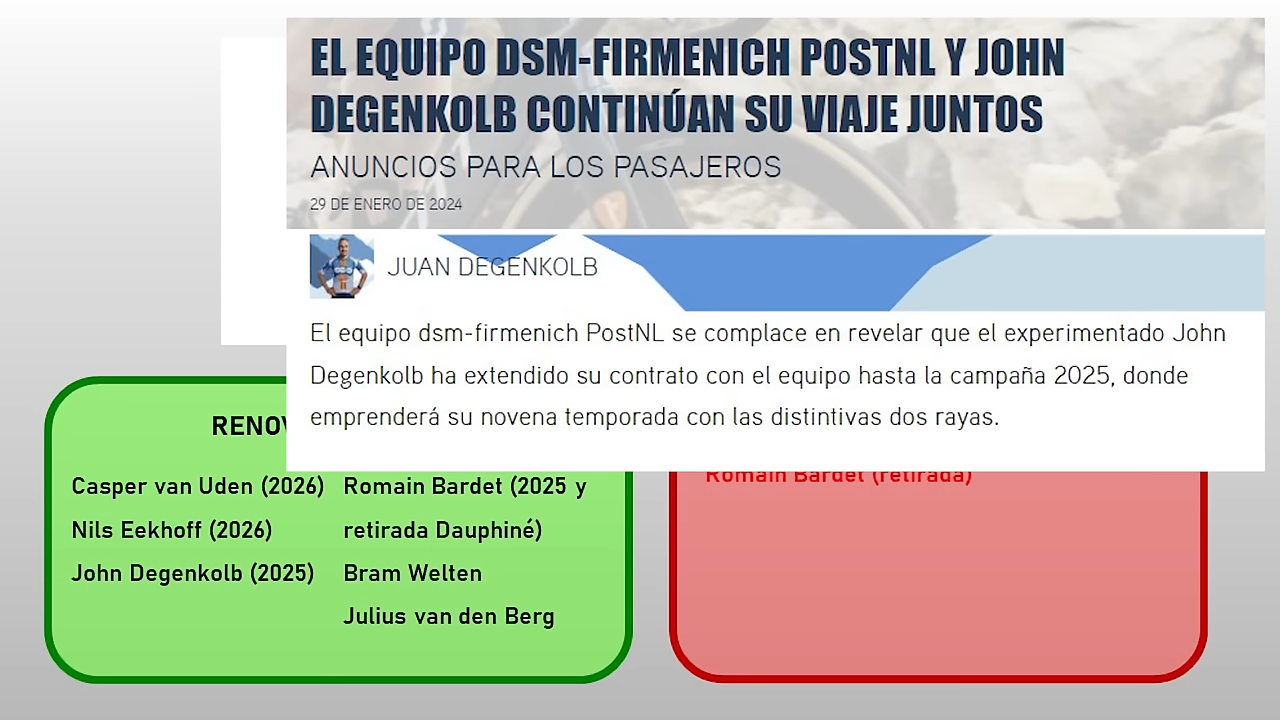 EL EQUIPO DSM-FIRMENICH POSTNL Y JOHN
DEGENKOLB CONTINÚAN SU VIAJE JUNTOS
ANUNCIOS PARA LOS PASAJEROS
29 DE ENERO DE 2024
JUAN DEGENKOLB
El equipo dsm-firmenich PostNL se complace en revelar que el experimentado John
Degenkolb ha extendido su contrato con el equipo hasta la campaña 2025, donde
emprenderá su novena temporada con las distintivas dos rayas.
RENOV
Casper van Uden (2026)
Nils Eekhoff (2026)
John Degenkolb (2025)
Romain Bardet (2025 y
retirada Dauphiné)
Bram Welten
Julius van den Berg
Romain Bardet (retirada)